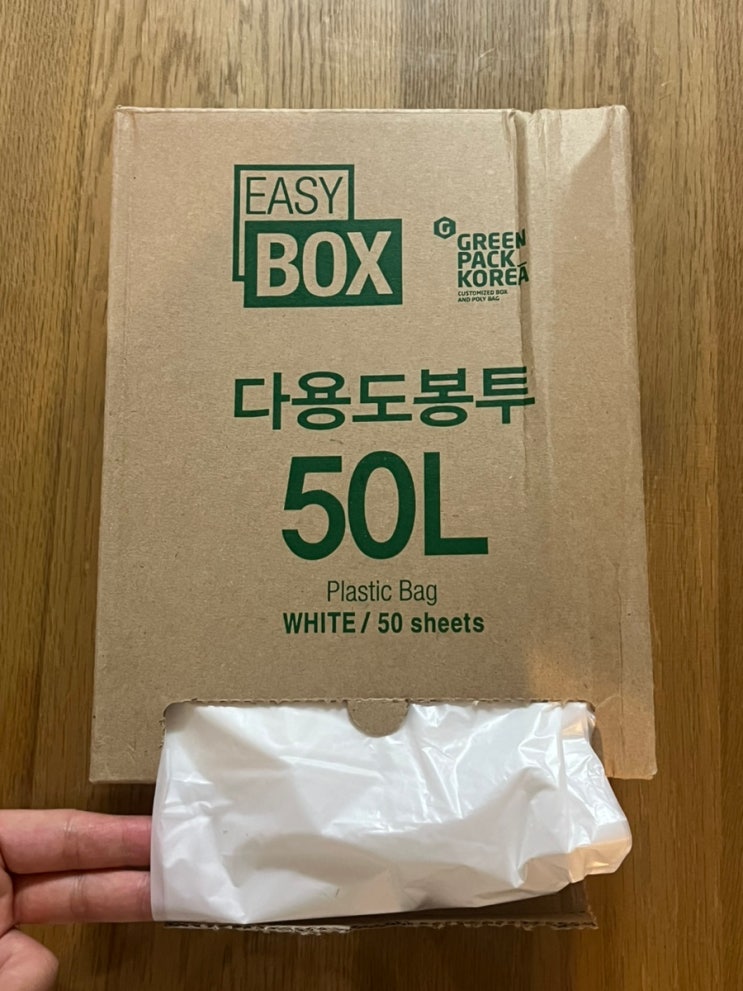 EASY
BOX
G
GREEN
PACK
KOREA
CUSTOMIZED BOX
AND POLY BAG
다용도봉투
50L
Plastic Bag
WHITE / 50 sheets